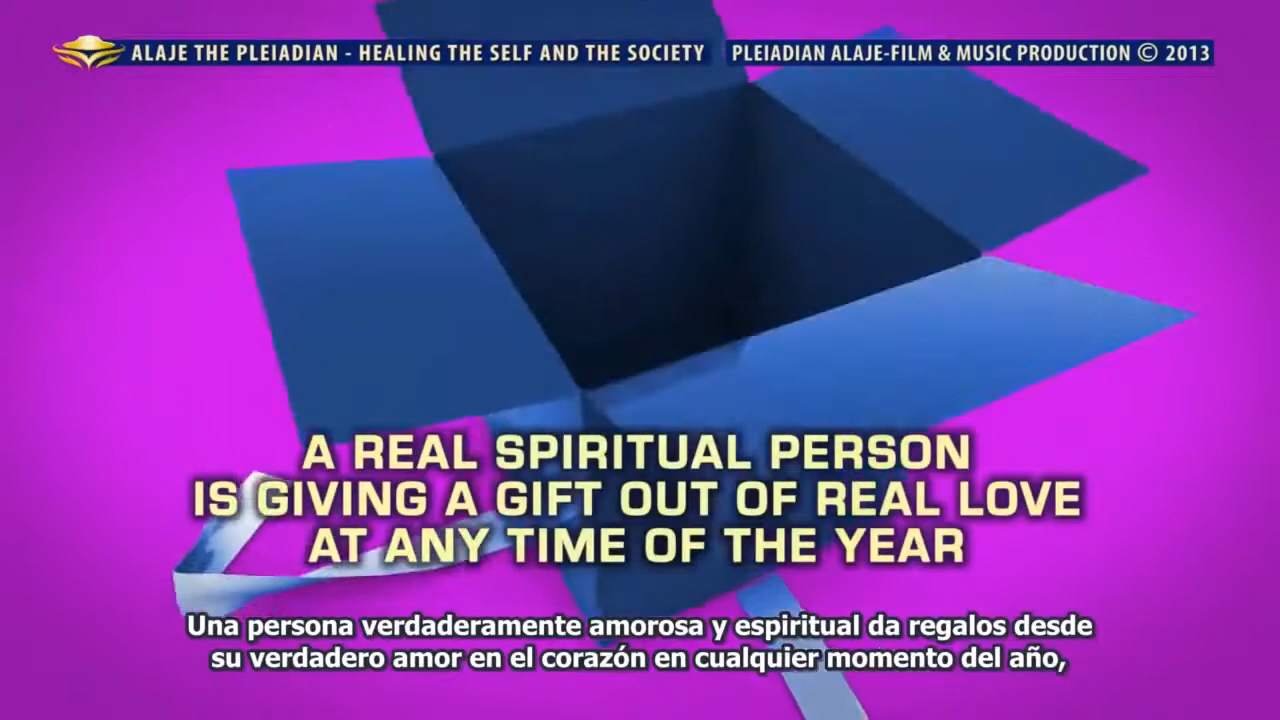 ALAJE THE PLEIADIAN - HEALING THE SELF AND THE SOCIETY
PLEIADIAN ALAJE-FILM & MUSIC PRODUCTION © 2013
A REAL SPIRITUAL PERSON
IS GIVING A GIFT OUT OF REAL LOVE
AT ANY TIME OF THE YEAR
Una persona verdaderamente amorosa y espiritual da regalos desde
su verdadero amor en el corazón en cualquier momento del año,